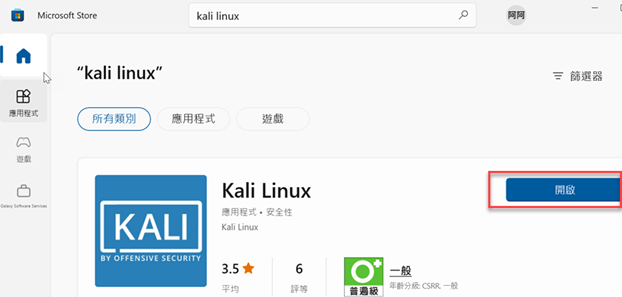 Microsoft Store
kali linux
阿阿
"kali linux"
篩選器
應用程式
所有類別
應用程式
遊戲
遊戲
Galaxy Software Services
Kali Linux
開啟
應用程式 • 安全性
Kali Linux
KALI
BY OFFENSIVE SECURITY
3.5
平均
6
評等
普遍級
一般
年齡分級: CSRR, 一般